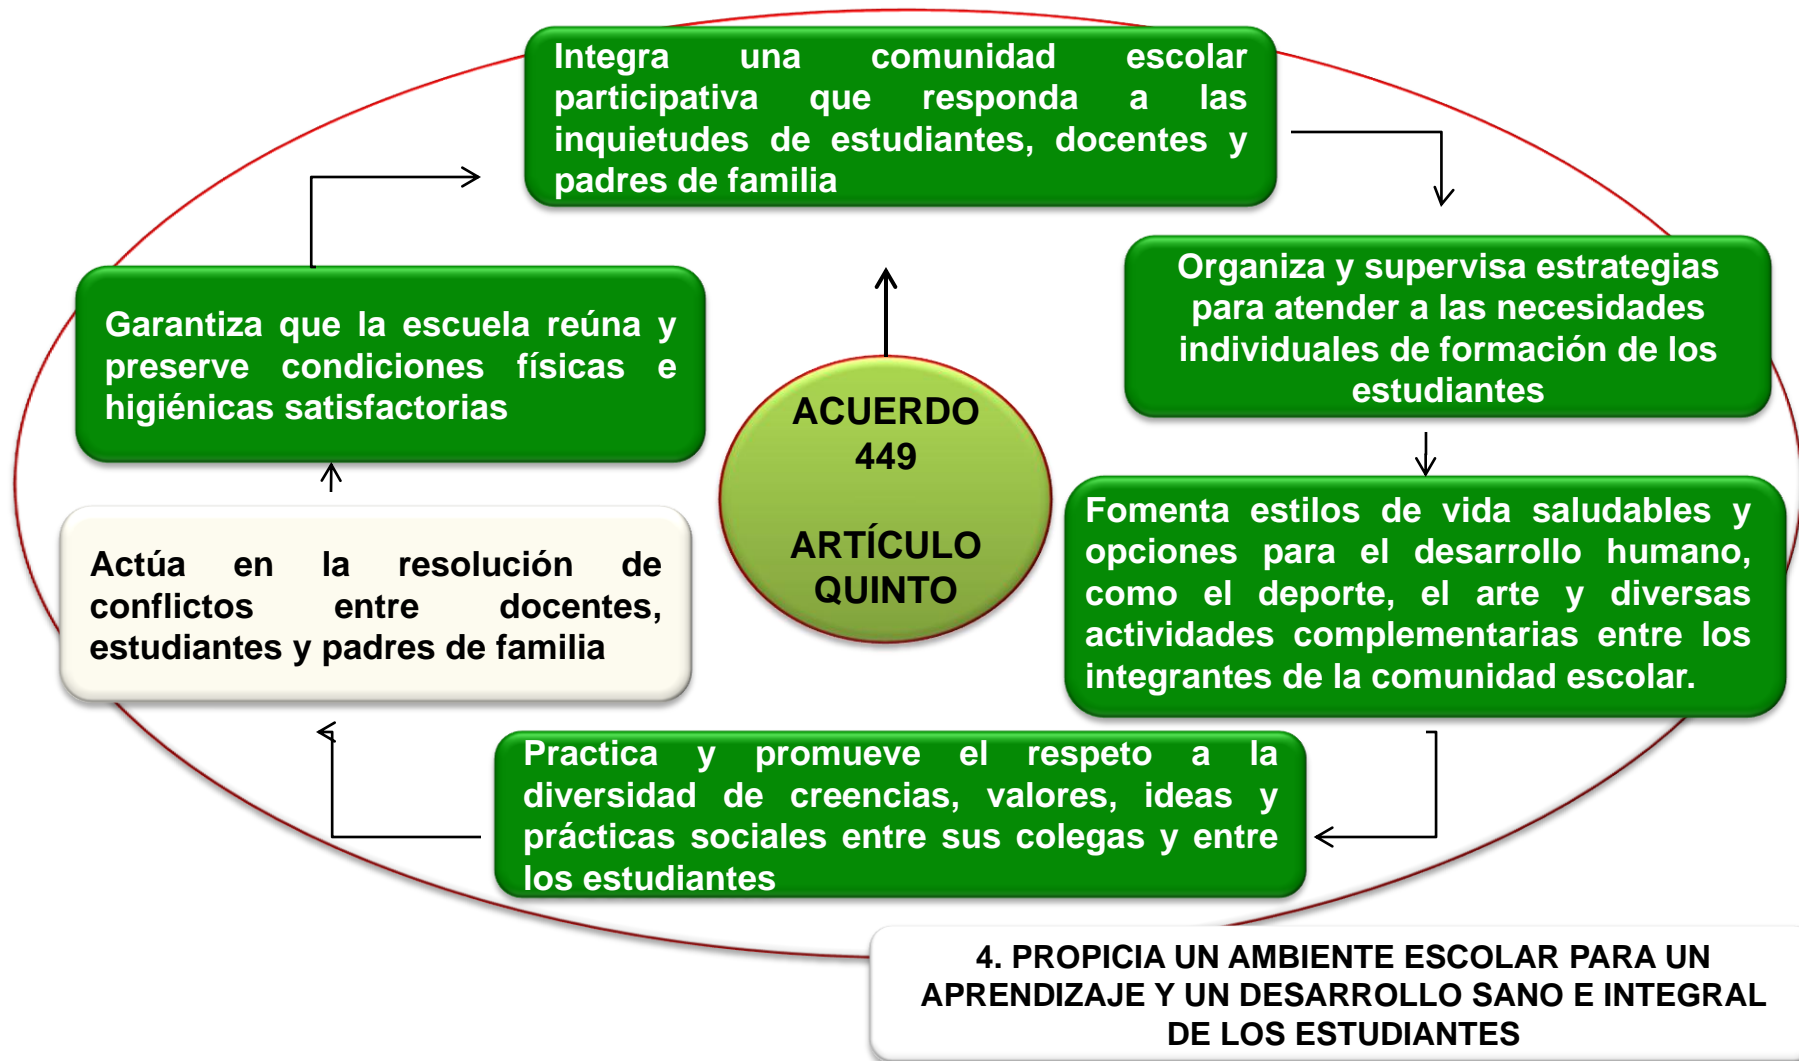 Integra una comunidad escolar
participativa que responda a las
inquietudes de estudiantes, docentes y
padres de familia
Organiza y supervisa estrategias
para atender a las necesidades
individuales de formación de los
estudiantes
Fomenta estilos de vida saludables y
opciones para el desarrollo humano,
como el deporte, el arte y diversas
actividades complementarias entre los
integrantes de la comunidad escolar.
Practica y promueve el respeto a la
diversidad de creencias, valores, ideas y
prácticas sociales entre sus colegas y entre
los estudiantes
Actúa en la resolución de
conflictos entre docentes,
estudiantes y padres de familia
Garantiza que la escuela reúna y
preserve condiciones físicas e
higiénicas satisfactorias
ACUERDO
449
ARTÍCULO
QUINTO
4. PROPICIA UN AMBIENTE ESCOLAR PARA UN
APRENDIZAJE Y UN DESARROLLO SANO E INTEGRAL
DE LOS ESTUDIANTES